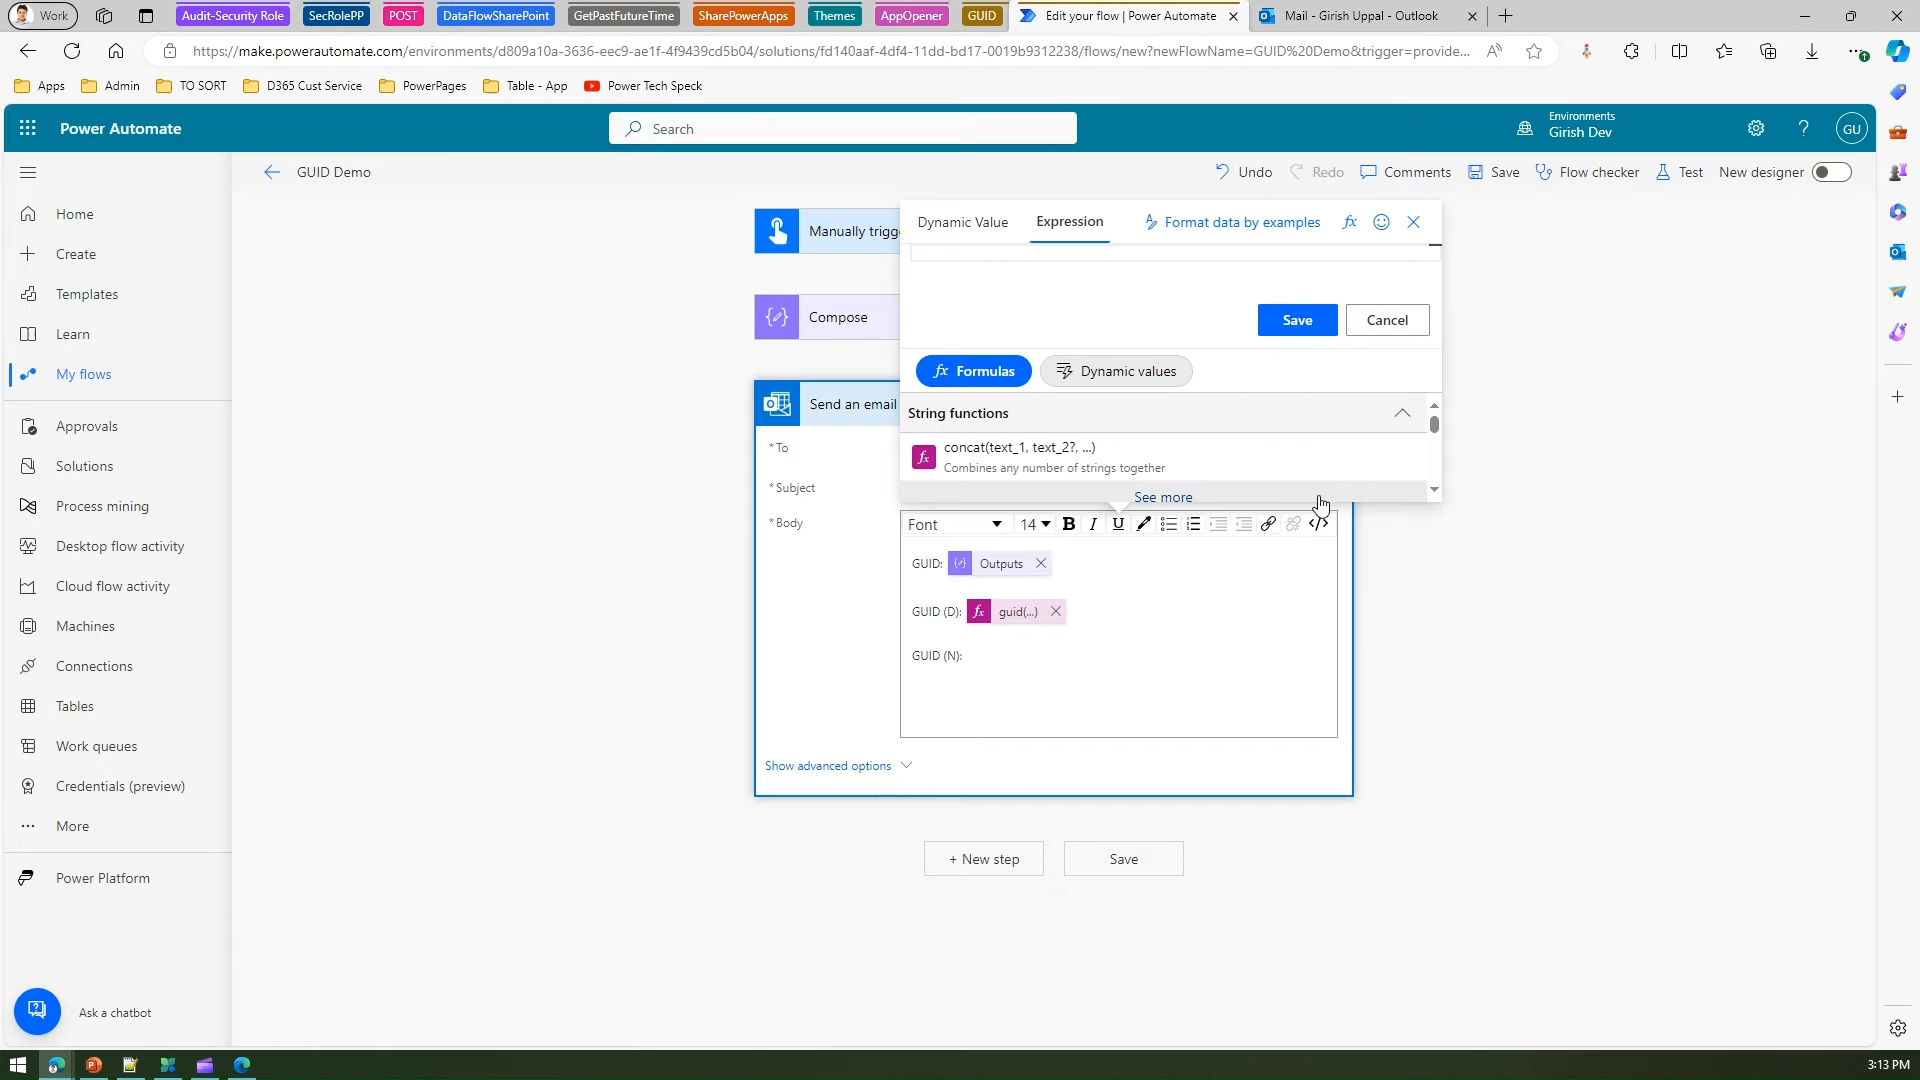 Work
Audit-Security Role
SecRolePP
POST
DataFlowSharePoint
GetPastFutureTime
SharePowerApps
Themes
AppOpener
GUID
Edit your flow | Power Automate
Mail - Girish Uppal - Outlook
https://make.powerautomate.com/environments/d809a10a-3636-eec9-ae1f-4f9439cd5b04/solutions/fd140aaf-4df4-11dd-bd17-0019b9312238/flows/new?newFlowName=GUID%20Demo&trigger=provide...
Apps
Admin
TO SORT
D365 Cust Service
PowerPages
Table - App
Power Tech Speck
Power Automate
Search
Environments
Girish Dev
?
GU
GUID Demo
Undo
Redo
Comments
Save
Flow checker
Test
New designer
Home
Create
Templates
Learn
My flows
Approvals
Solutions
Process mining
Desktop flow activity
Cloud flow activity
Machines
Connections
Tables
Work queues
Credentials (preview)
More
Power Platform
Ask a chatbot
Manually trigg
Compose
Send an email
* To
* Subject
* Body
Dynamic Value
Expression
Format data by examples
fx
Save
Cancel
fx Formulas
Dynamic values
String functions
fx
concat(text_1, text_2?, ...)
Combines any number of strings together
See more
Font
14
B
I
U
</>
GUID:
Outputs
GUID (D):
fx
guid(...)
GUID (N):
Show advanced options
+ New step
Save
3:13 PM